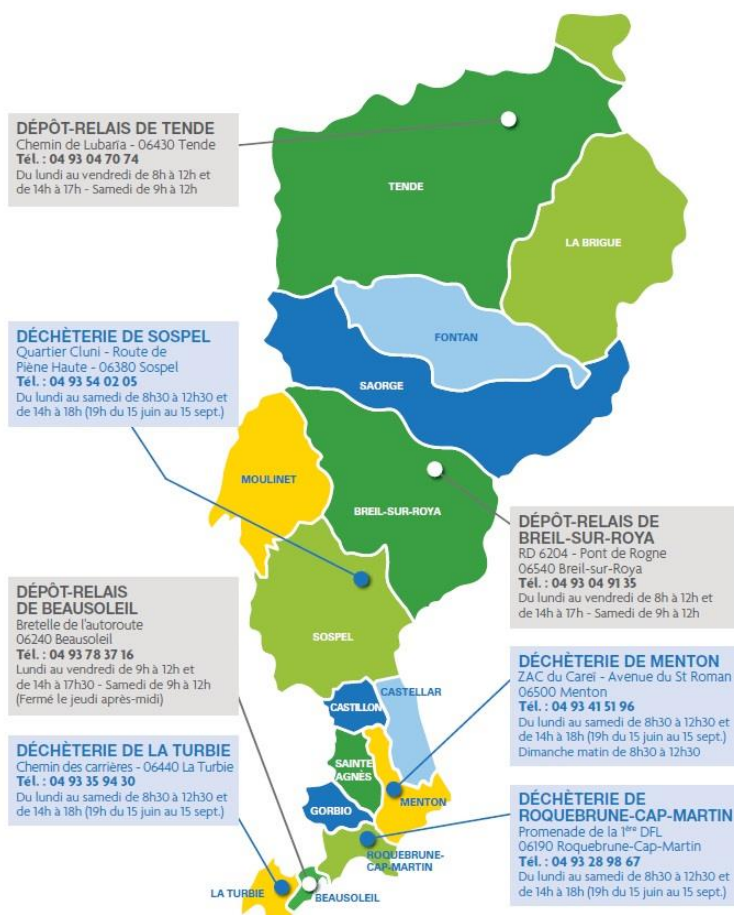 DÉPÔT-RELAIS DE TENDE
Chemin de Lubaria - 06430 Tende
Tél. : 04 93 04 70 74
Du lundi au vendredi de 8h à 12h et
de 14h à 17h - Samedi de 9h à 12h
TENDE
LA BRIGUE
FONTAN
SAORGE
DÉCHÈTERIE DE SOSPEL
Quartier Cluni - Route de
Piène Haute - 06380 Sospel
Tél. : 04 93 54 02 05
Du lundi au samedi de 8h30 à 12h30 et
de 14h à 18h (19h du 15 juin au 15 sept.)
MOULINET
BREIL-SUR-ROYA
DÉPÔT-RELAIS DE
BREIL-SUR-ROYA
RD 6204 - Pont de Rogne
06540 Breil-sur-Roya
Tél. : 04 93 04 91 35
Du lundi au vendredi de 8h à 12h et
de 14h à 17h - Samedi de 9h à 12h
SOSPEL
DÉPÔT-RELAIS
DE BEAUSOLEIL
Bretelle de l'autoroute
06240 Beausoleil
Tél. : 04 93 78 37 16
Lundi au vendredi de 9h à 12h et
de 14h à 17h30 - Samedi de 9h à 12h
(Fermé le jeudi après-midi)
CASTELLAR
CASTILLON
DÉCHÈTERIE DE MENTON
ZAC du Careï - Avenue du St Roman
06500 Menton
Tél. : 04 93 41 51 96
Du lundi au samedi de 8h30 à 12h30 et
de 14h à 18h (19h du 15 juin au 15 sept.)
Dimanche matin de 8h30 à 12h30
DÉCHÈTERIE DE LA TURBIE
Chemin des carrières - 06440 La Turbie
Tél. : 04 93 35 94 30
Du lundi au samedi de 8h30 à 12h30 et
de 14h à 18h (19h du 15 juin au 15 sept.)
SAINTE
AGNÈS
MENTON
GORBIO
DÉCHÈTERIE DE
ROQUEBRUNE-CAP-MARTIN
Promenade de la 1ère DFL
06190 Roquebrune-Cap-Martin
Tél. : 04 93 28 98 67
Du lundi au samedi de 8h30 à 12h30 et
de 14h à 18h (19h du 15 juin au 15 sept.)
ROQUEBRUNE-
CAP-MARTIN
LA TURBIE
BEAUSOLEIL